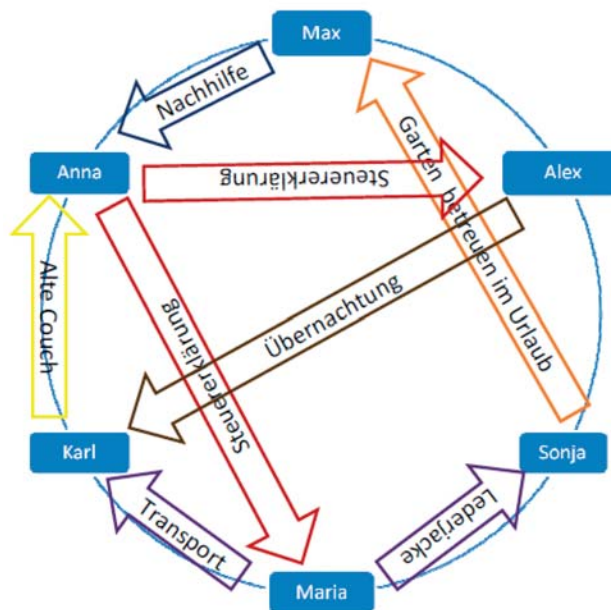 Max
Nachhilfe
Anna
Steuererklärung
Alex
Garten betreuen im Urlaub
Alte Couch
Steuererklärung
Übernachtung
Karl
Sonja
Transport
Lederjacke
Maria